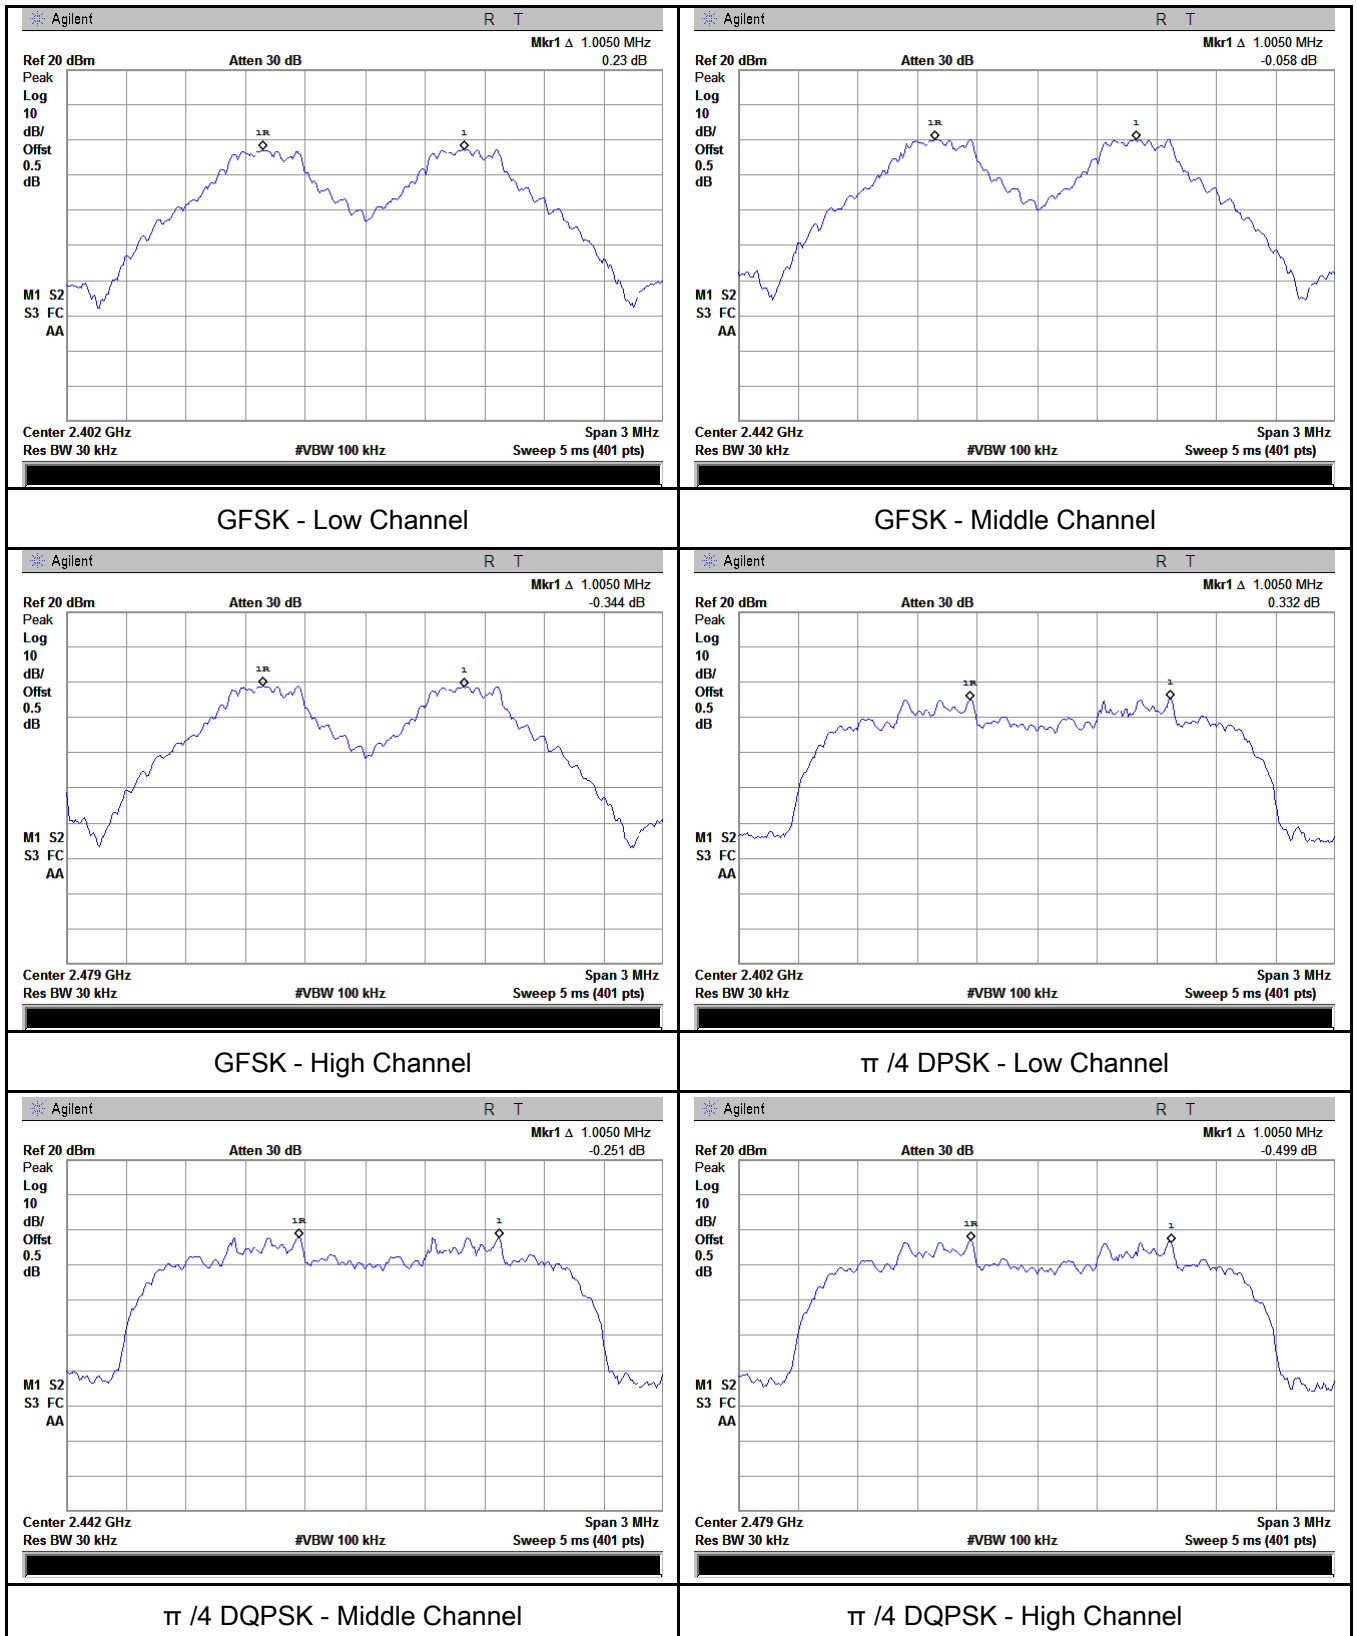 Agilent R T
Mkr1 Δ 1.0050 MHz
Ref 20 dBm Atten 30 dB 0.23 dB
Peak
Log
10
dB/
Offst
0.5
dB
1R 1
M1 S2
S3 FC
AA
Center 2.402 GHz Span 3 MHz
Res BW 30 kHz #VBW 100 kHz Sweep 5 ms (401 pts)
GFSK - Low Channel
Agilent R T
Mkr1 Δ 1.0050 MHz
Ref 20 dBm Atten 30 dB -0.058 dB
Peak
Log
10
dB/
Offst
0.5
dB
1R 1
M1 S2
S3 FC
AA
Center 2.442 GHz Span 3 MHz
Res BW 30 kHz #VBW 100 kHz Sweep 5 ms (401 pts)
GFSK - Middle Channel
Agilent R T
Mkr1 Δ 1.0050 MHz
Ref 20 dBm Atten 30 dB -0.344 dB
Peak
Log
10
dB/
Offst
0.5
dB
1R 1
M1 S2
S3 FC
AA
Center 2.479 GHz Span 3 MHz
Res BW 30 kHz #VBW 100 kHz Sweep 5 ms (401 pts)
GFSK - High Channel
Agilent R T
Mkr1 Δ 1.0050 MHz
Ref 20 dBm Atten 30 dB 0.332 dB
Peak
Log
10
dB/
Offst
0.5
dB
1R 1
M1 S2
S3 FC
AA
Center 2.402 GHz Span 3 MHz
Res BW 30 kHz #VBW 100 kHz Sweep 5 ms (401 pts)
π /4 DPSK - Low Channel
Agilent R T
Mkr1 Δ 1.0050 MHz
Ref 20 dBm Atten 30 dB -0.251 dB
Peak
Log
10
dB/
Offst
0.5
dB
1R 1
M1 S2
S3 FC
AA
Center 2.442 GHz Span 3 MHz
Res BW 30 kHz #VBW 100 kHz Sweep 5 ms (401 pts)
π /4 DQPSK - Middle Channel
Agilent R T
Mkr1 Δ 1.0050 MHz
Ref 20 dBm Atten 30 dB -0.499 dB
Peak
Log
10
dB/
Offst
0.5
dB
1R 1
M1 S2
S3 FC
AA
Center 2.479 GHz Span 3 MHz
Res BW 30 kHz #VBW 100 kHz Sweep 5 ms (401 pts)
π /4 DQPSK - High Channel